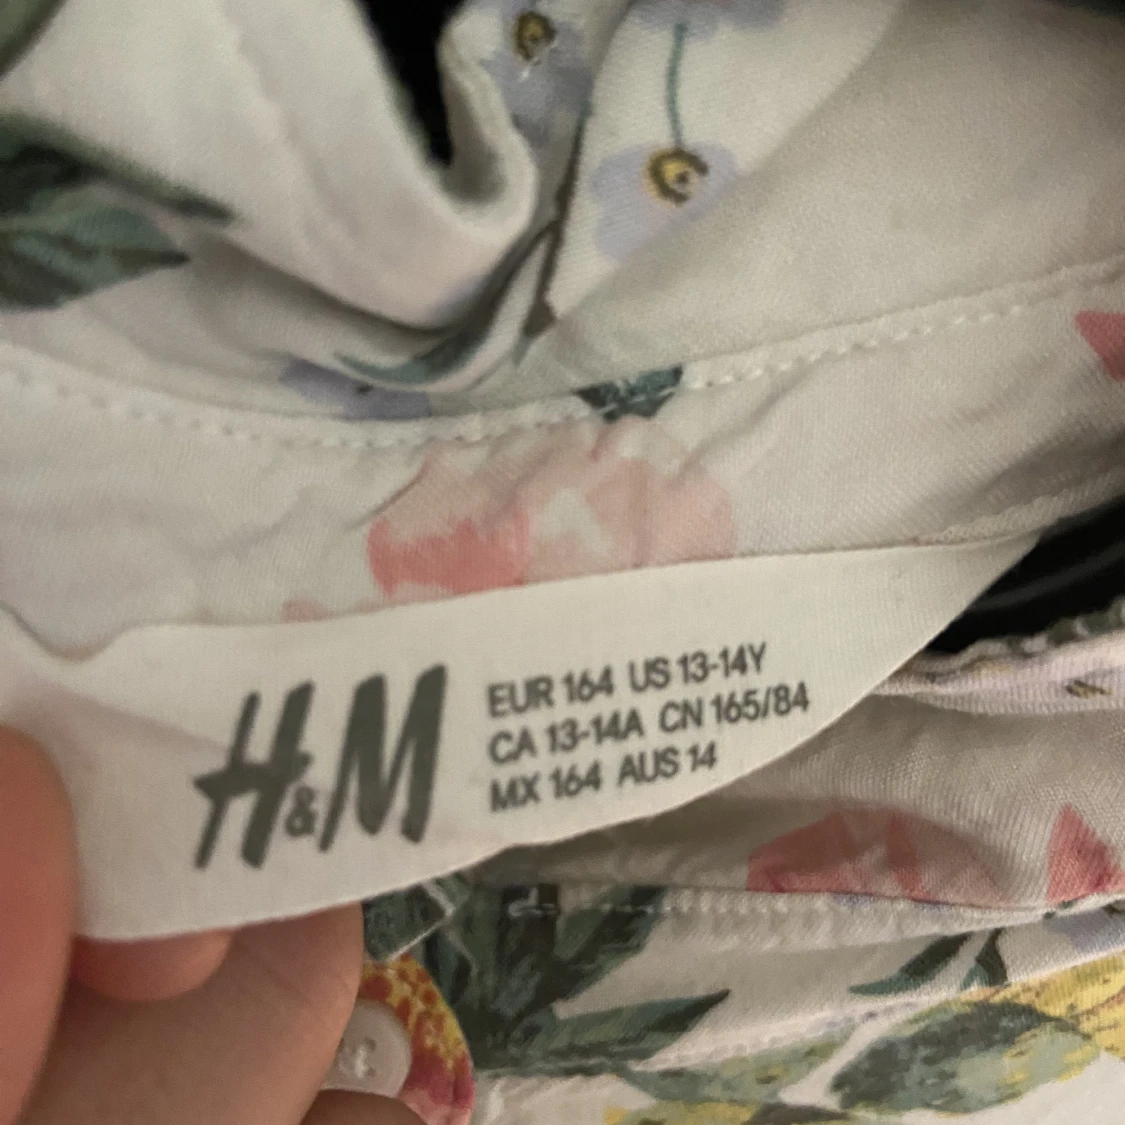 H&M
EUR 164 US 13-14Y
CA 13-14A CN 165/84
MX 164 AUS 14